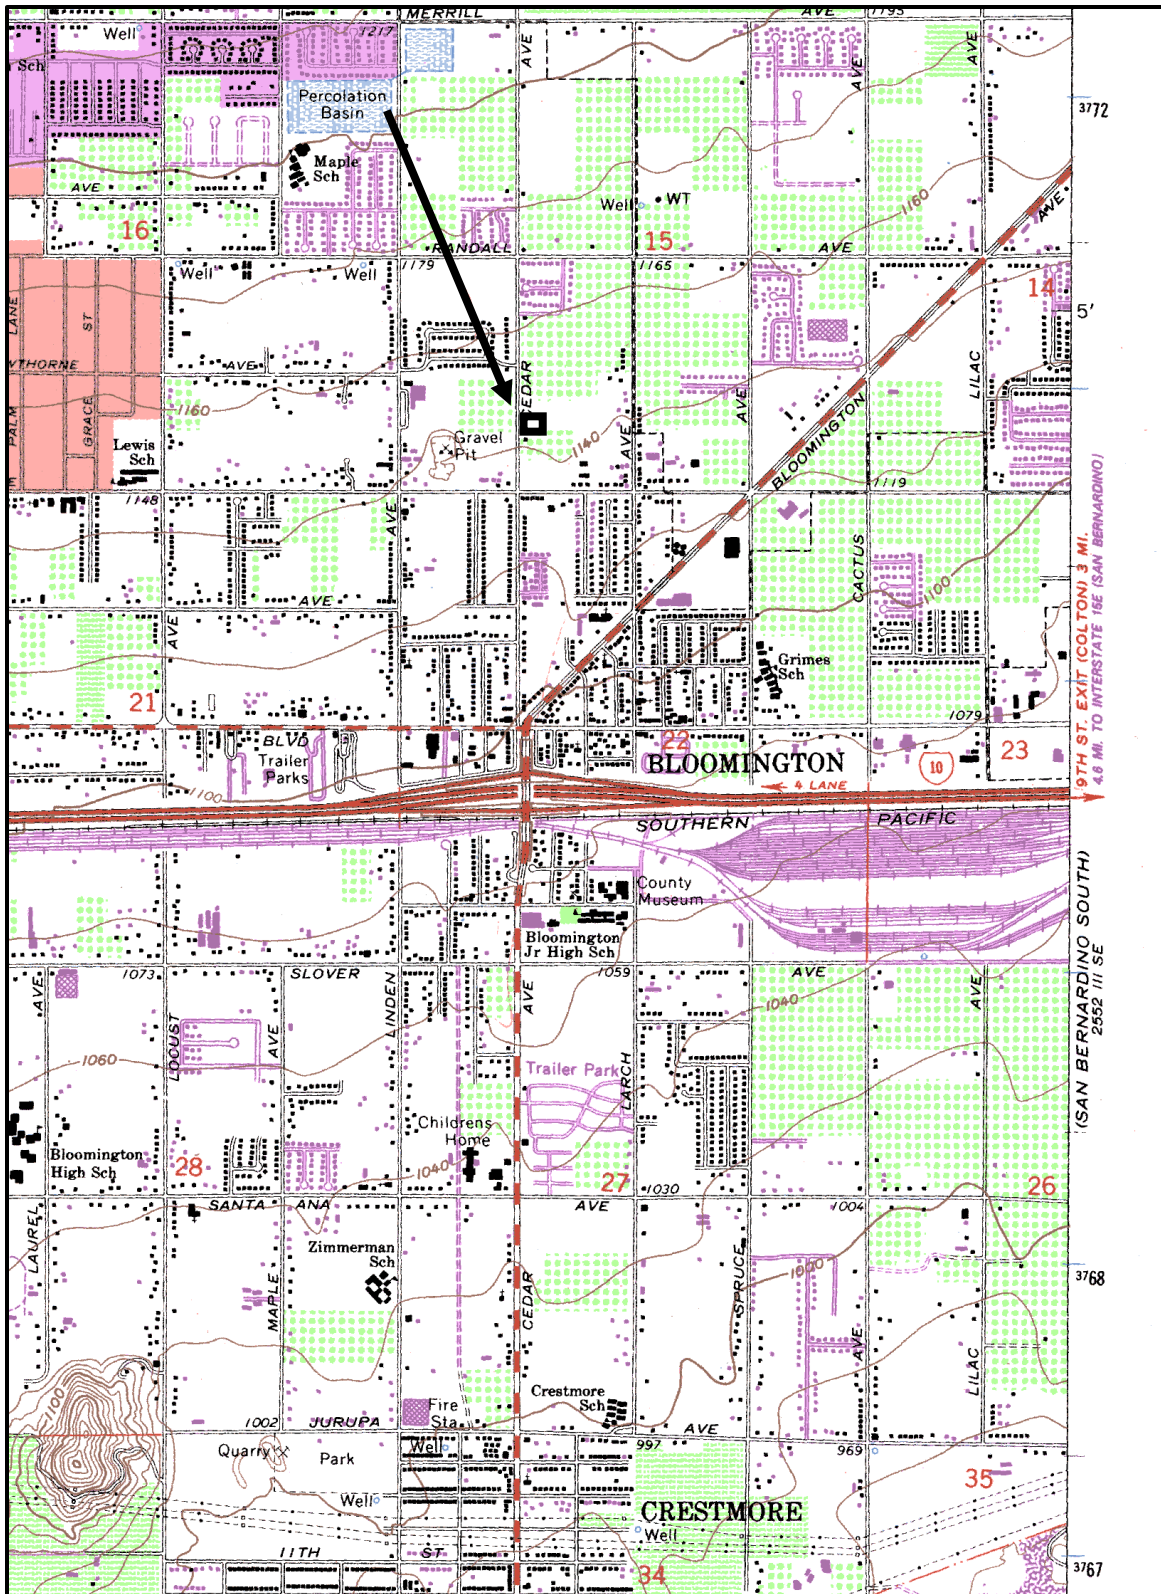 MERRILL
AVE
1195
Well
1217
AVE
AVE
AVE
r Sch
Percolation
Basin
3772
Maple
Sch
AVE
Well
WT
1160
AVE
16
15
RANDALL
AVE
Well
Well
1179
1165
14
5'
LANE
ST
WTHORNE
AVE
CEDAR
LILAC
PALM
GRACE
1160
AVE
BLOOMINGTON
Gravel
Pit
1140
AVE
Lewis
Sch
1148
AVE
1119
CACTUS
1100
AVE
AVE
Grimes
Sch
21
1079
BLVD
22
23
Trailer
Parks
BLOOMINGTON
10
1100
4 LANE
9TH ST. EXIT (COLTON) 3 MI.
4.6 MI. TO INTERSTATE 15E (SAN BERNARDINO)
SOUTHERN
PACIFIC
County
Museum
Bloomington
Jr High Sch
(SAN BERNARDINO SOUTH)
2552 III SE
1073
SLOVER
1059
AVE
AVE
LINDEN
AVE
AVE
1040
LOCUST
AVE
1060
Trailer Park
LARCH
Childrens
Home
Bloomington
High Sch
28
1040
27
1030
26
SANTA
ANA
AVE
1004
LAUREL
Zimmerman
Sch
SPRUCE
1000
3768
MAPLE
CEDAR
AVE
LILAC
1100
Crestmore
Sch
Fire
Sta
1002
JURUPA
AVE
Quarry
Park
Well
997
969
35
Well
CRESTMORE
Well
11TH
ST
34
3767